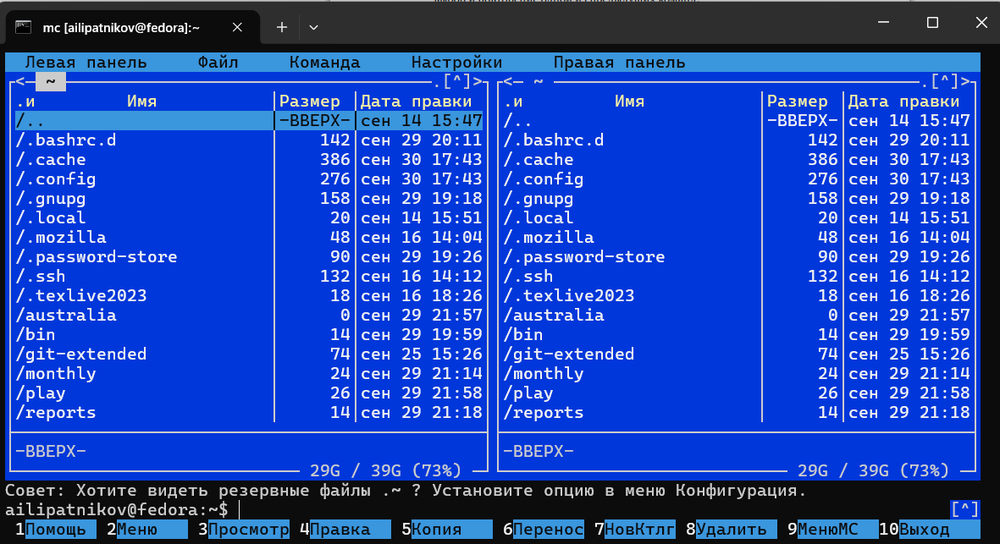 mc [ailipatnikov@fedora]:~
Левая панель Файл Команда Настройки Правая панель
<─ ~ .[^]> <─ ~ .[^]>
.и Имя Размер Дата правки .и Имя Размер Дата правки
/.. -ВВЕРХ- сен 14 15:47 /.. -ВВЕРХ- сен 14 15:47
/.bashrc.d 142 сен 29 20:11 /.bashrc.d 142 сен 29 20:11
/.cache 386 сен 30 17:43 /.cache 386 сен 30 17:43
/.config 276 сен 30 17:43 /.config 276 сен 30 17:43
/.gnupg 158 сен 29 19:18 /.gnupg 158 сен 29 19:18
/.local 20 сен 14 15:51 /.local 20 сен 14 15:51
/.mozilla 48 сен 16 14:04 /.mozilla 48 сен 16 14:04
/.password-store 90 сен 29 19:26 /.password-store 90 сен 29 19:26
/.ssh 132 сен 16 14:12 /.ssh 132 сен 16 14:12
/.texlive2023 18 сен 16 18:26 /.texlive2023 18 сен 16 18:26
/australia 0 сен 29 21:57 /australia 0 сен 29 21:57
/bin 14 сен 29 19:59 /bin 14 сен 29 19:59
/git-extended 74 сен 25 15:26 /git-extended 74 сен 25 15:26
/monthly 24 сен 29 21:14 /monthly 24 сен 29 21:14
/play 26 сен 29 21:58 /play 26 сен 29 21:58
/reports 14 сен 29 21:18 /reports 14 сен 29 21:18
-ВВЕРХ- -ВВЕРХ-
29G / 39G (73%) 29G / 39G (73%)
Совет: Хотите видеть резервные файлы .~ ? Установите опцию в меню Конфигурация.
ailipatnikov@fedora:~$ [^]
1Помощь 2Меню 3Просмотр 4Правка 5Копия 6Перенос 7НовКтлг 8Удалить 9МенюMC 10Выход